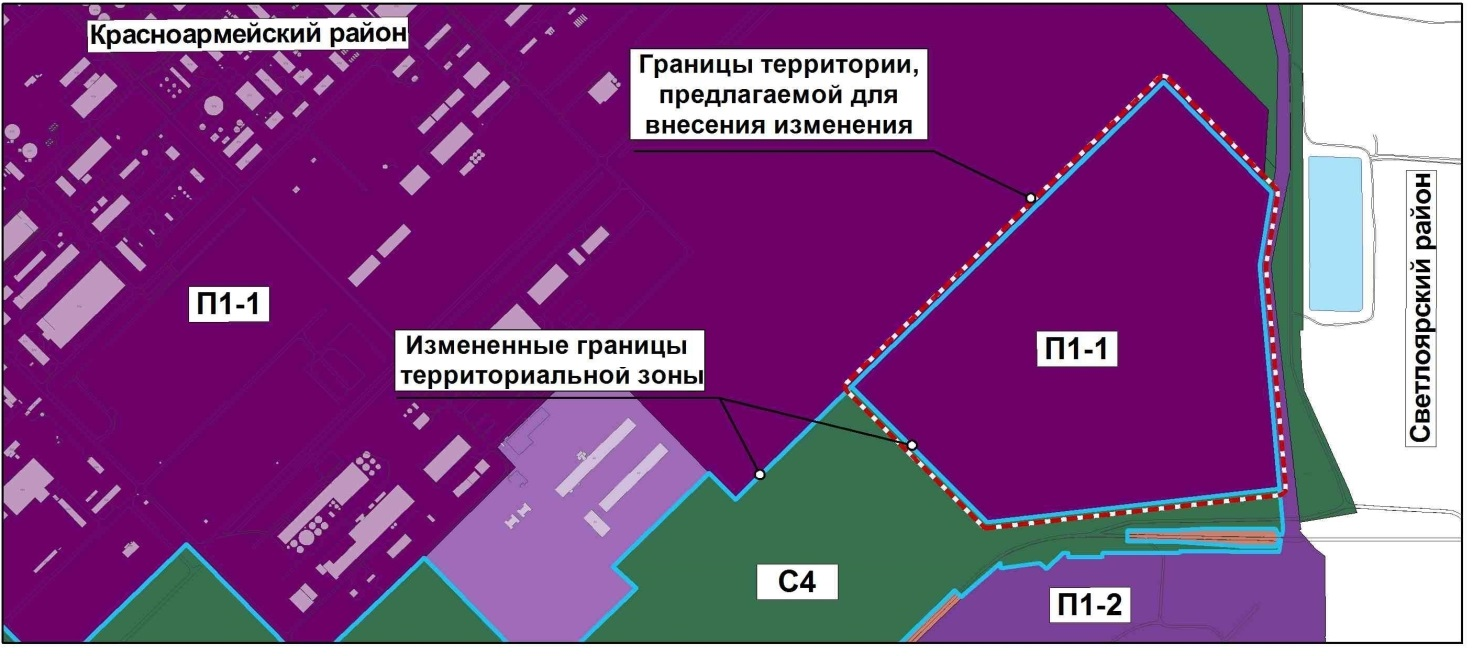 Красноармейский район
Границы территории,
предлагаемой для
внесения изменения
Светлоярский район
П1-1
П1-1
Измененные границы
территориальной зоны
С4
П1-2